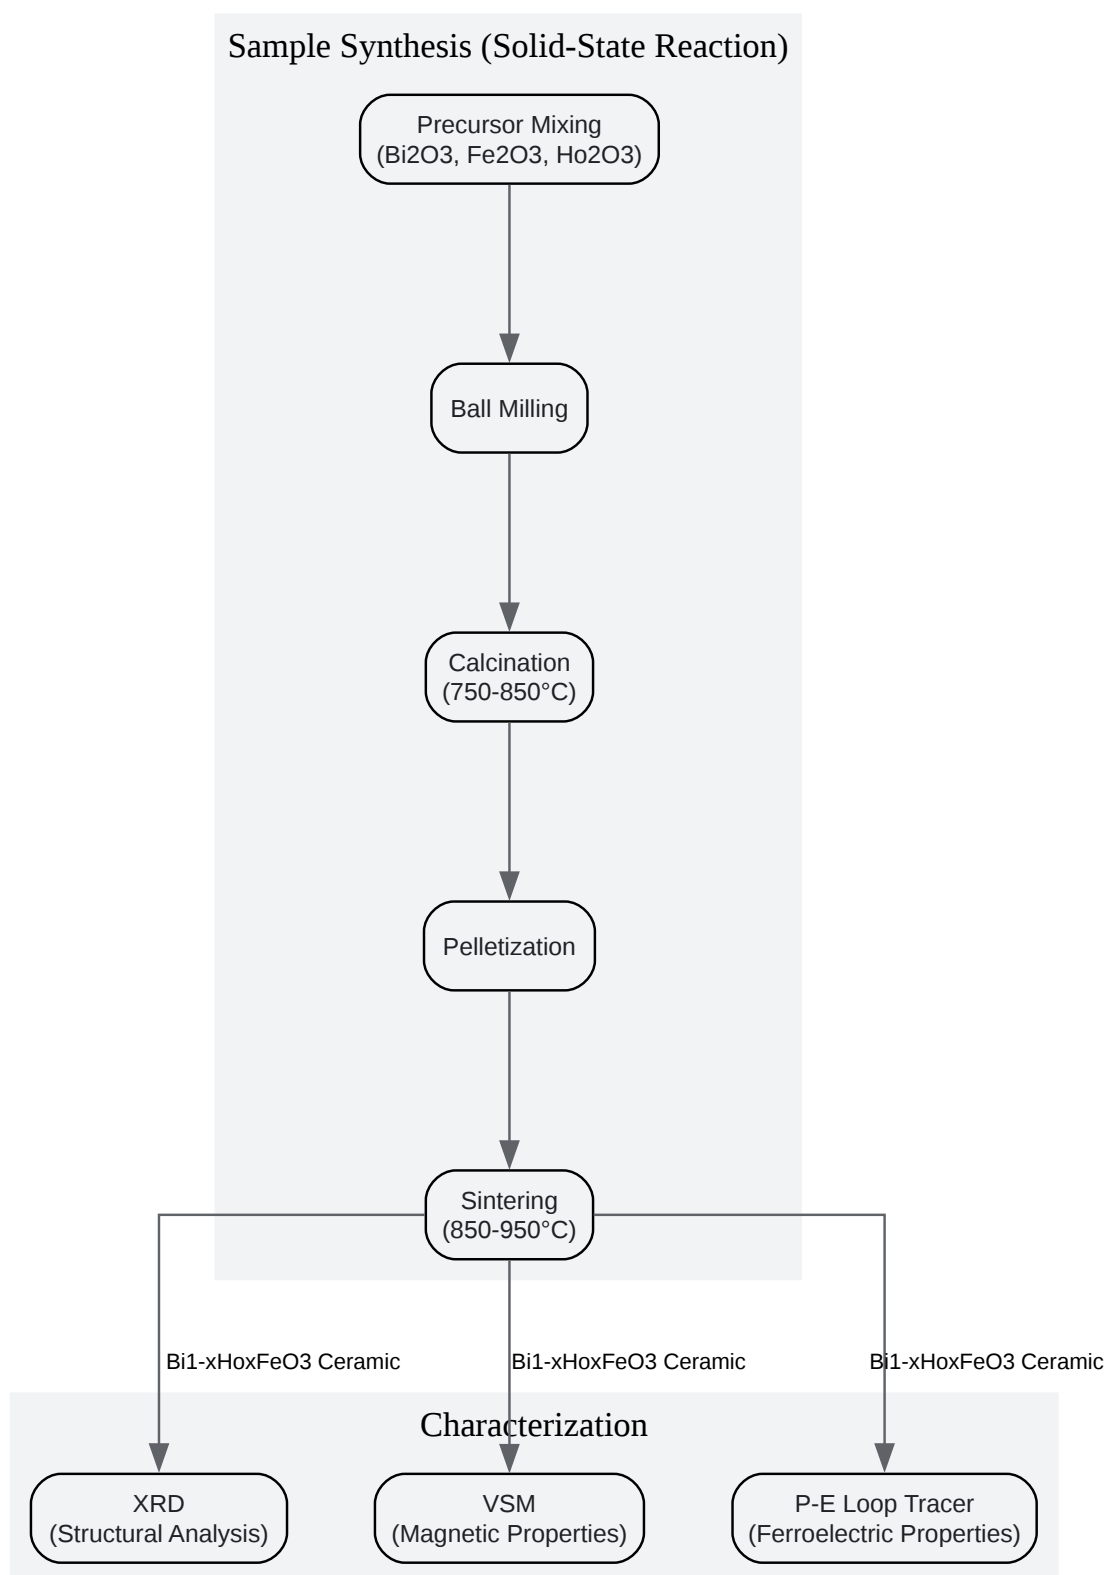 Sample Synthesis (Solid-State Reaction)
Precursor Mixing
(Bi2O3, Fe2O3, Ho2O3)
Ball Milling
Calcination
(750-850°C)
Pelletization
Sintering
(850-950°C)
Bi1-xHoxFeO3 Ceramic
Bi1-xHoxFeO3 Ceramic
Bi1-xHoxFeO3 Ceramic
Characterization
XRD
(Structural Analysis)
VSM
(Magnetic Properties)
P-E Loop Tracer
(Ferroelectric Properties)